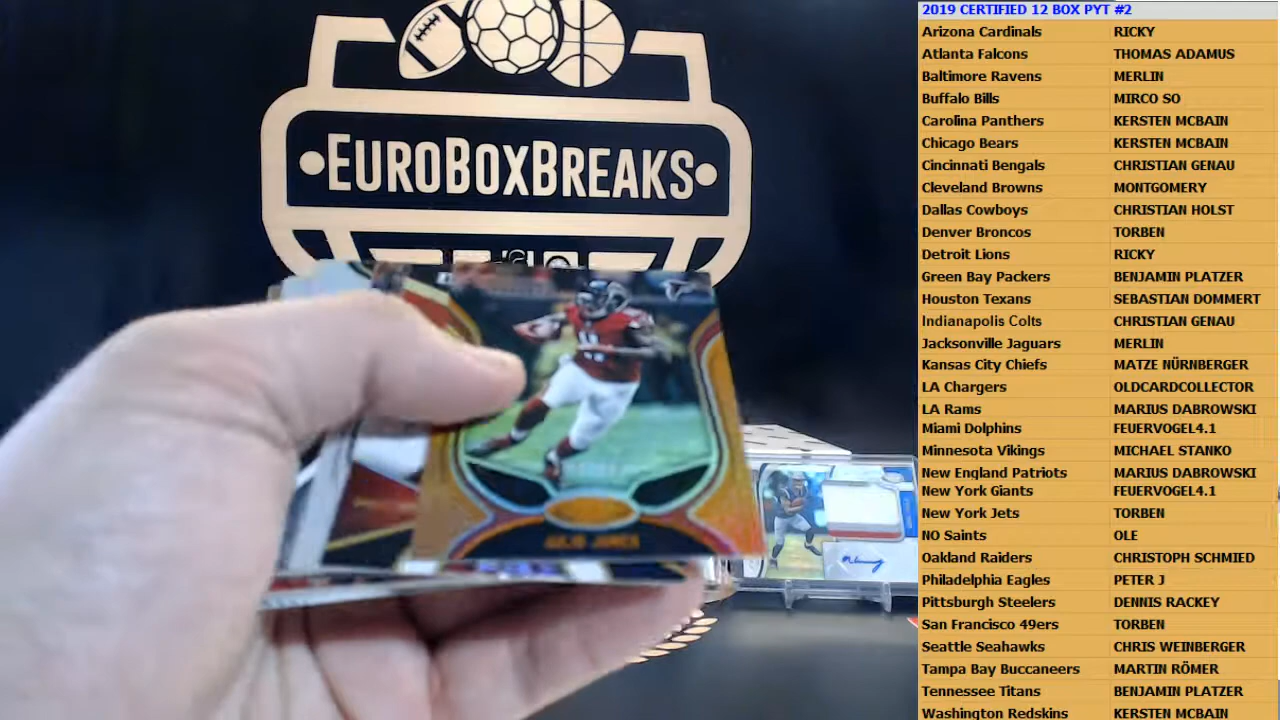 EUROBOXBREAKS
JULIO JONES
11
2019 CERTIFIED 12 BOX PYT #2
Arizona Cardinals RICKY
Atlanta Falcons THOMAS ADAMUS
Baltimore Ravens MERLIN
Buffalo Bills MIRCO SO
Carolina Panthers KERSTEN MCBAIN
Chicago Bears KERSTEN MCBAIN
Cincinnati Bengals CHRISTIAN GENAU
Cleveland Browns MONTGOMERY
Dallas Cowboys CHRISTIAN HOLST
Denver Broncos TORBEN
Detroit Lions RICKY
Green Bay Packers BENJAMIN PLATZER
Houston Texans SEBASTIAN DOMMERT
Indianapolis Colts CHRISTIAN GENAU
Jacksonville Jaguars MERLIN
Kansas City Chiefs MATZE NÜRNBERGER
LA Chargers OLDCARDCOLLECTOR
LA Rams MARIUS DABROWSKI
Miami Dolphins FEUERVOGEL4.1
Minnesota Vikings MICHAEL STANKO
New England Patriots MARIUS DABROWSKI
New York Giants FEUERVOGEL4.1
New York Jets TORBEN
NO Saints OLE
Oakland Raiders CHRISTOPH SCHMIED
Philadelphia Eagles PETER J
Pittsburgh Steelers DENNIS RACKEY
San Francisco 49ers TORBEN
Seattle Seahawks CHRIS WEINBERGER
Tampa Bay Buccaneers MARTIN RÖMER
Tennessee Titans BENJAMIN PLATZER
Washington Redskins KERSTEN MCBAIN